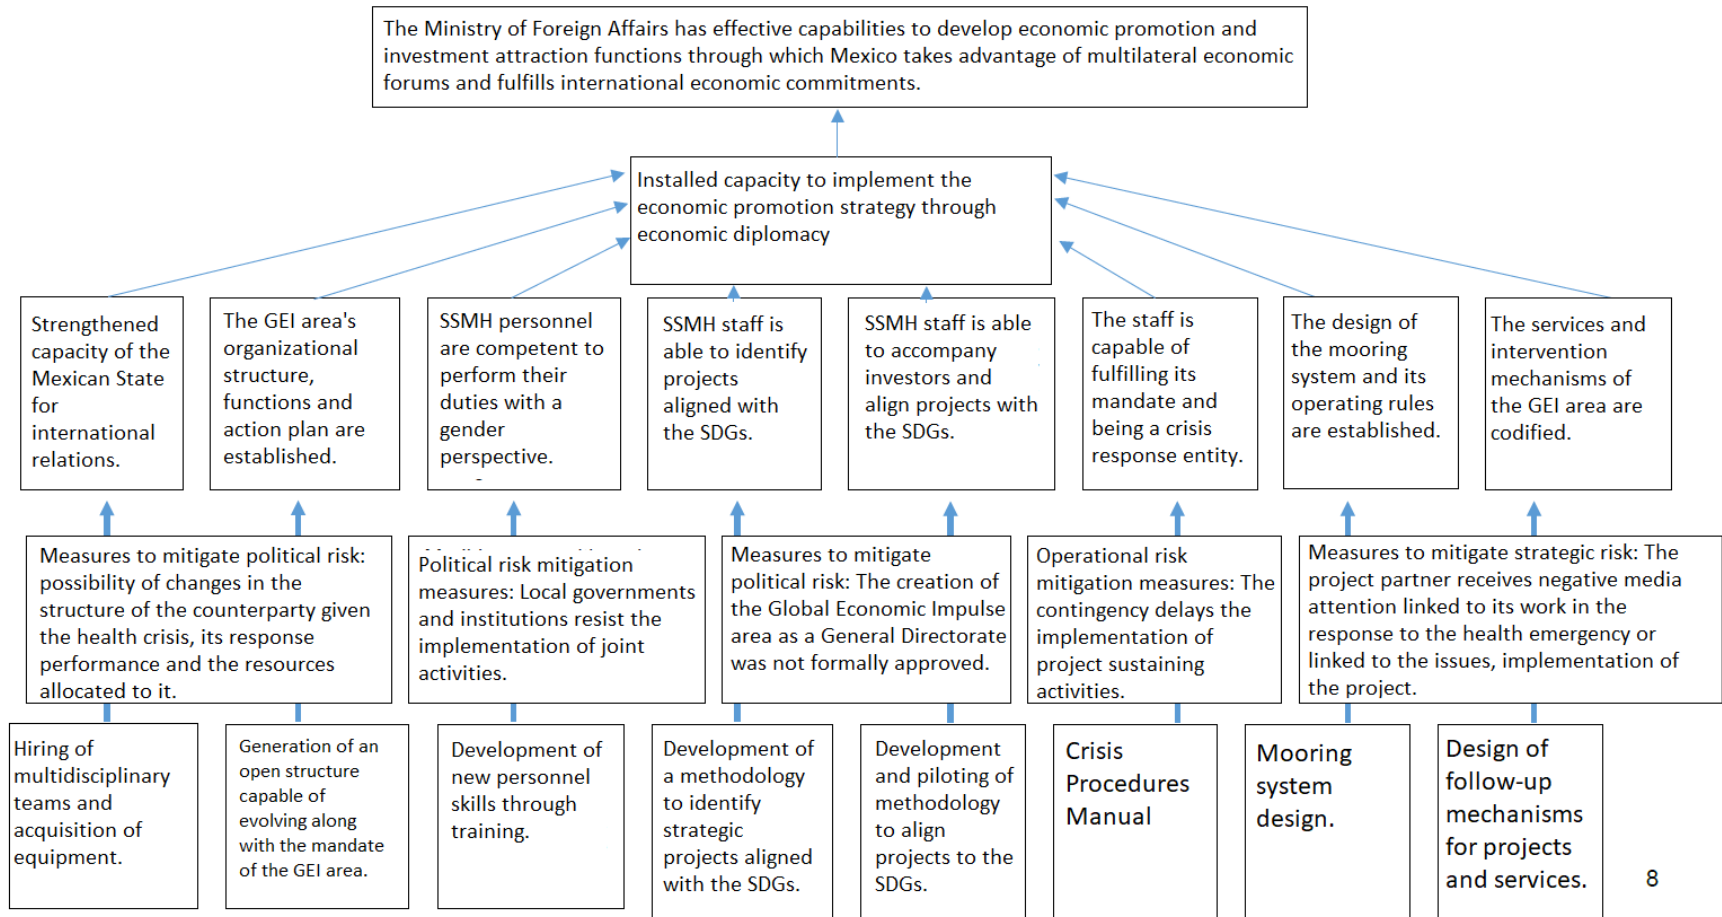 The Ministry of Foreign Affairs has effective capabilities to develop economic promotion and
investment attraction functions through which Mexico takes advantage of multilateral economic
forums and fulfills international economic commitments.
Installed capacity to implement the
economic promotion strategy through
economic diplomacy
Strengthened
capacity of the
Mexican State
for
international
relations.
The GEI area's
organizational
structure,
functions and
action plan are
established.
SSMH personnel
are competent to
perform their
duties with a
gender
perspective.
SSMH staff is
able to identify
projects
aligned with
the SDGs.
SSMH staff is able
to accompany
investors and
align projects with
the SDGs.
The staff is
capable of
fulfilling its
mandate and
being a crisis
response entity.
The design of
the mooring
system and its
operating rules
are established.
The services and
intervention
mechanisms of
the GEI area are
codified.
Measures to mitigate political risk:
possibility of changes in the
structure of the counterparty given
the health crisis, its response
performance and the resources
allocated to it.
Political risk mitigation
measures: Local governments
and institutions resist the
implementation of joint
activities.
Measures to mitigate
political risk: The creation of
the Global Economic Impulse
area as a General Directorate
was not formally approved.
Operational risk
mitigation measures: The
contingency delays the
implementation of
project sustaining
activities.
Measures to mitigate strategic risk: The
project partner receives negative media
attention linked to its work in the
response to the health emergency or
linked to the issues, implementation of
the project.
Hiring of
multidisciplinary
teams and
acquisition of
equipment.
Generation of an
open structure
capable of
evolving along
with the mandate
of the GEI area.
Development of
new personnel
skills through
training.
Development of
a methodology
to identify
strategic
projects aligned
with the SDGs.
Development
and piloting of
methodology
to align
projects to the
SDGs.
Crisis
Procedures
Manual
Mooring
system
design.
Design of
follow-up
mechanisms
for projects
and services.
8